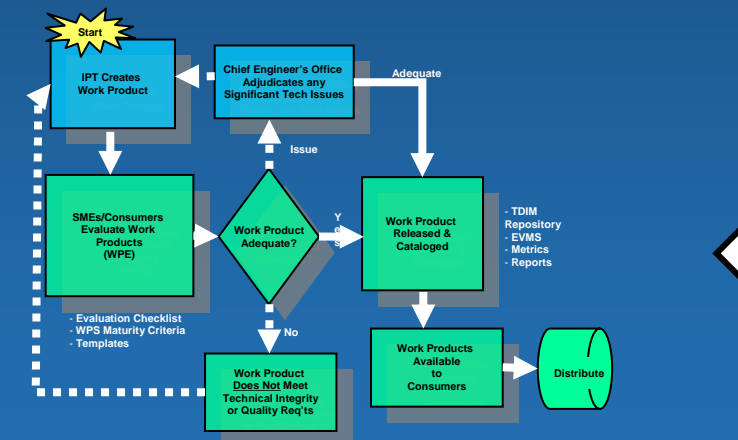 Start
IPT Creates
Work Product
Chief Engineer's Office
Adjudicates any
Significant Tech Issues
Adequate
Issue
SMEs/Consumers
Evaluate Work
Products
(WPE)
Work Product
Adequate?
Y
e
s
Work Product
Released &
Cataloged
- TDIM
Repository
- EVMS
- Metrics
- Reports
- Evaluation Checklist
- WPS Maturity Criteria
- Templates
No
Work Product
Does Not Meet
Technical Integrity
or Quality Req'ts
Work Products
Available
to
Consumers
Distribute